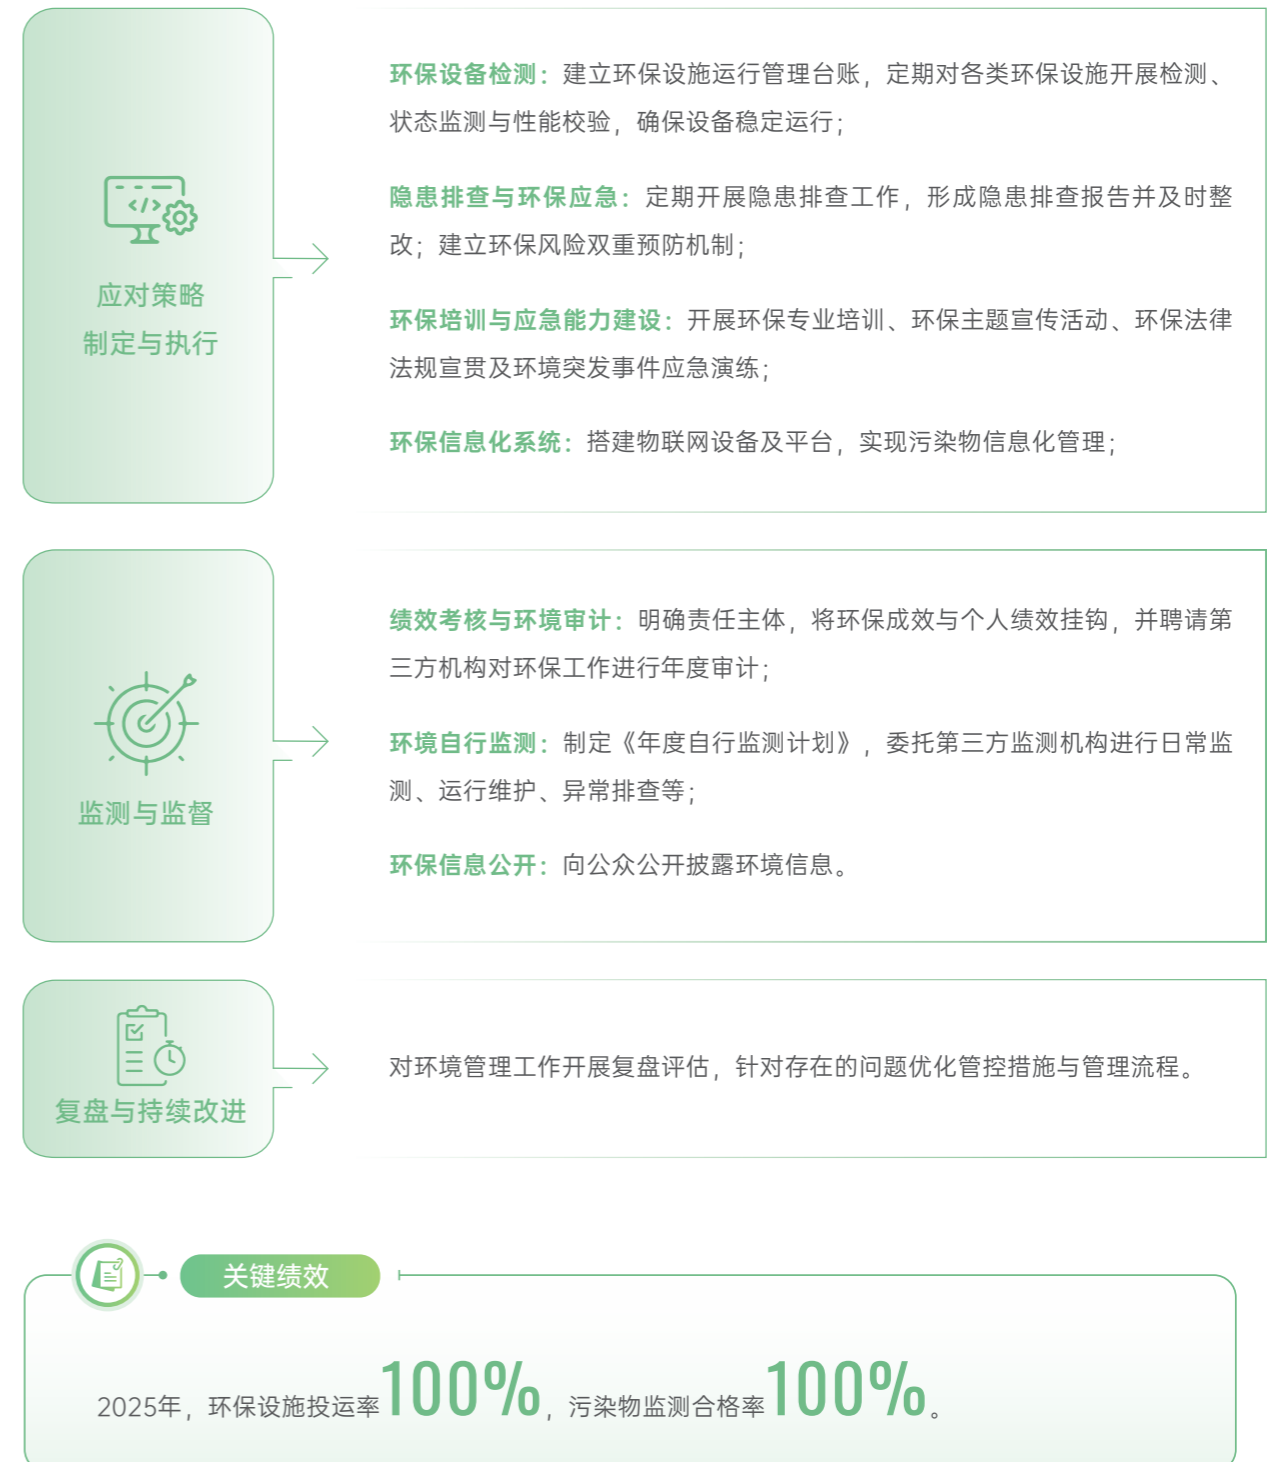 应对策略
制定与执行
环保设备检测：建立环保设施运行管理台账，定期对各类环保设施开展检测、
状态监测与性能校验，确保设备稳定运行；
隐患排查与环保应急：定期开展隐患排查工作，形成隐患排查报告并及时整
改；建立环保风险双重预防机制；
环保培训与应急能力建设：开展环保专业培训、环保主题宣传活动、环保法律
法规宣贯及环境突发事件应急演练；
环保信息化系统：搭建物联网设备及平台，实现污染物信息化管理；
监测与监督
绩效考核与环境审计：明确责任主体，将环保成效与个人绩效挂钩，并聘请第
三方机构对环保工作进行年度审计；
环境自行监测：制定《年度自行监测计划》，委托第三方监测机构进行日常监
测、运行维护、异常排查等；
环保信息公开：向公众公开披露环境信息。
复盘与持续改进
对环境管理工作开展复盘评估，针对存在的问题优化管控措施与管理流程。
关键绩效
2025年，环保设施投运率100%，污染物监测合格率100%。